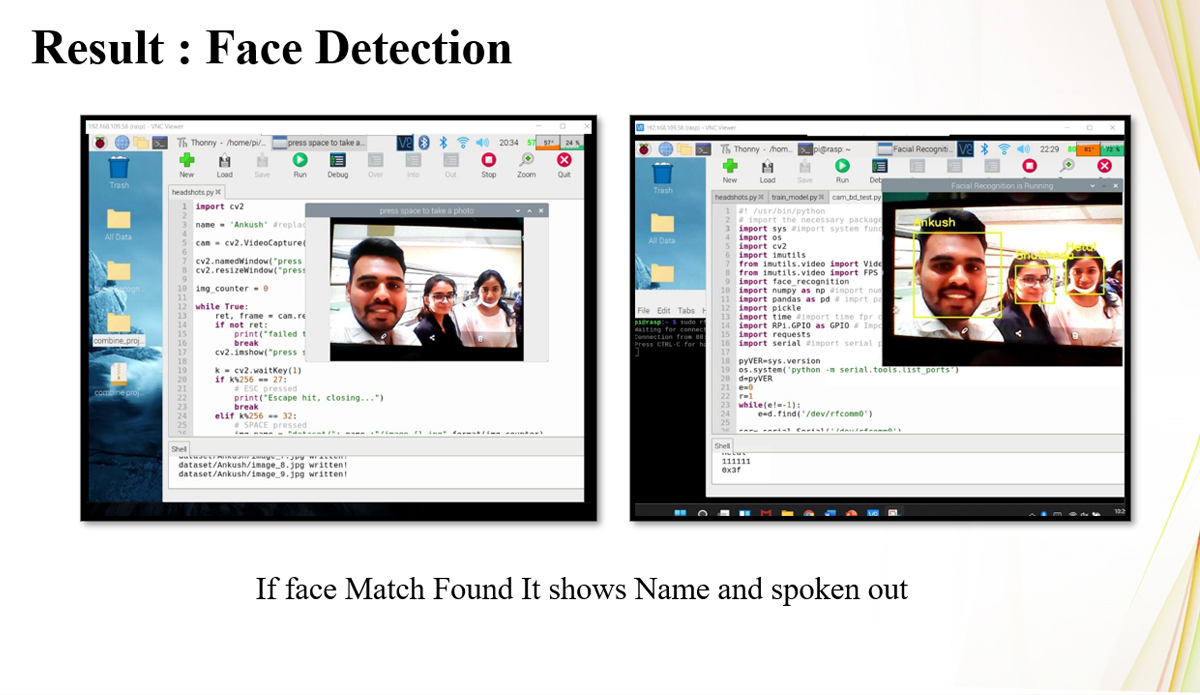 Result : Face Detection
192.168.109.56 (rasp) - VNC Viewer
Thonny - /home/pi/...
press space to take a...
20:34
57°
24 %
New
Load
Save
Run
Debug
Over
Into
Out
Stop
Zoom
Quit
Trash
All Data
combine_proj...
combine proj...
headshots.py
1 import cv2
2
3 name = 'Ankush' #replac
4
5 cam = cv2.VideoCapture(
6
7 cv2.namedWindow("press
8 cv2.resizeWindow("press
9
10 img_counter = 0
11
12 while True:
13 ret, frame = cam.re
14 if not ret:
15 print("failed t
16 break
17 cv2.imshow("press s
18
19 k = cv2.waitKey(1)
20 if k%256 == 27:
21 # ESC pressed
22 print("Escape hit, closing...")
23 break
24 elif k%256 == 32:
25 # SPACE pressed
press space to take a photo
Shell
dataset/Ankush/image_7.jpg written!
dataset/Ankush/image_8.jpg written!
dataset/Ankush/image_9.jpg written!
192.168.109.56 (rasp) - VNC Viewer
Thonny - /hom..
pi@rasp: ~
Facial Recogniti...
22:29
61°
72 %
New
Load
Save
Run
Stop
Zoom
Quit
Trash
All Data
File Edit Tabs
headshots.py
train_model.py
cam_bd_test.py
1 #! /usr/bin/python
2 # import the necessary package
3 import sys #import system func
4 import os
5 import cv2
6 import imutils
7 from imutils.video import Vide
8 from imutils.video import FPS
9 import face_recognition
10 import numpy as np #import num
11 import pandas as pd # imprt pa
12 import pickle
13 import time #import time fpr c
14 import RPi.GPIO as GPIO # Impo
15 import requests
16 import serial #import serial p
17
18 pyVER=sys.version
19 os.system('python -m serial.tools.list_ports')
20 d=pyVER
21 e=0
22 r=1
23 while(e!=-1):
24 e=d.find('/dev/rfcomm0')
25
Facial Recognition is Running
Ankush
Hetal
pi@rasp:~ $ sudo rf
Waiting for connect
Connection from 80:
Press CTRL-C for ha
Shell
111111
0x3f
If face Match Found It shows Name and spoken out